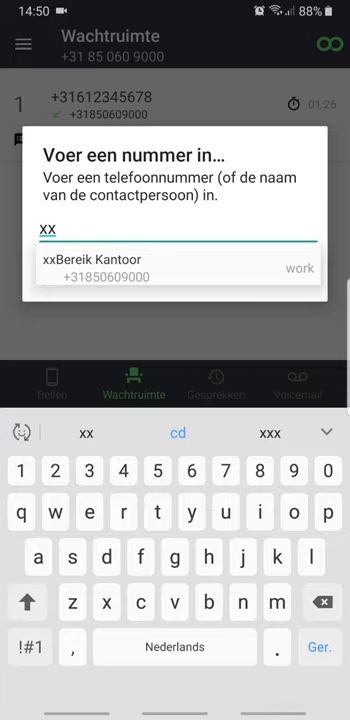 14:50 88%
Wachtruimte
+31 85 060 9000
1 +31612345678 01:26
+31850609000
Voer een nummer in...
Voer een telefoonnummer (of de naam
van de contactpersoon) in.
xx
xxBereik Kantoor
+31850609000 work
Bellen Wachtruimte Gesprekken Voicemail
xx cd xxx
1 2 3 4 5 6 7 8 9 0
q w e r t y u i o p
a s d f g h j k l
z x c v b n m
!#1 , Nederlands . Ger.